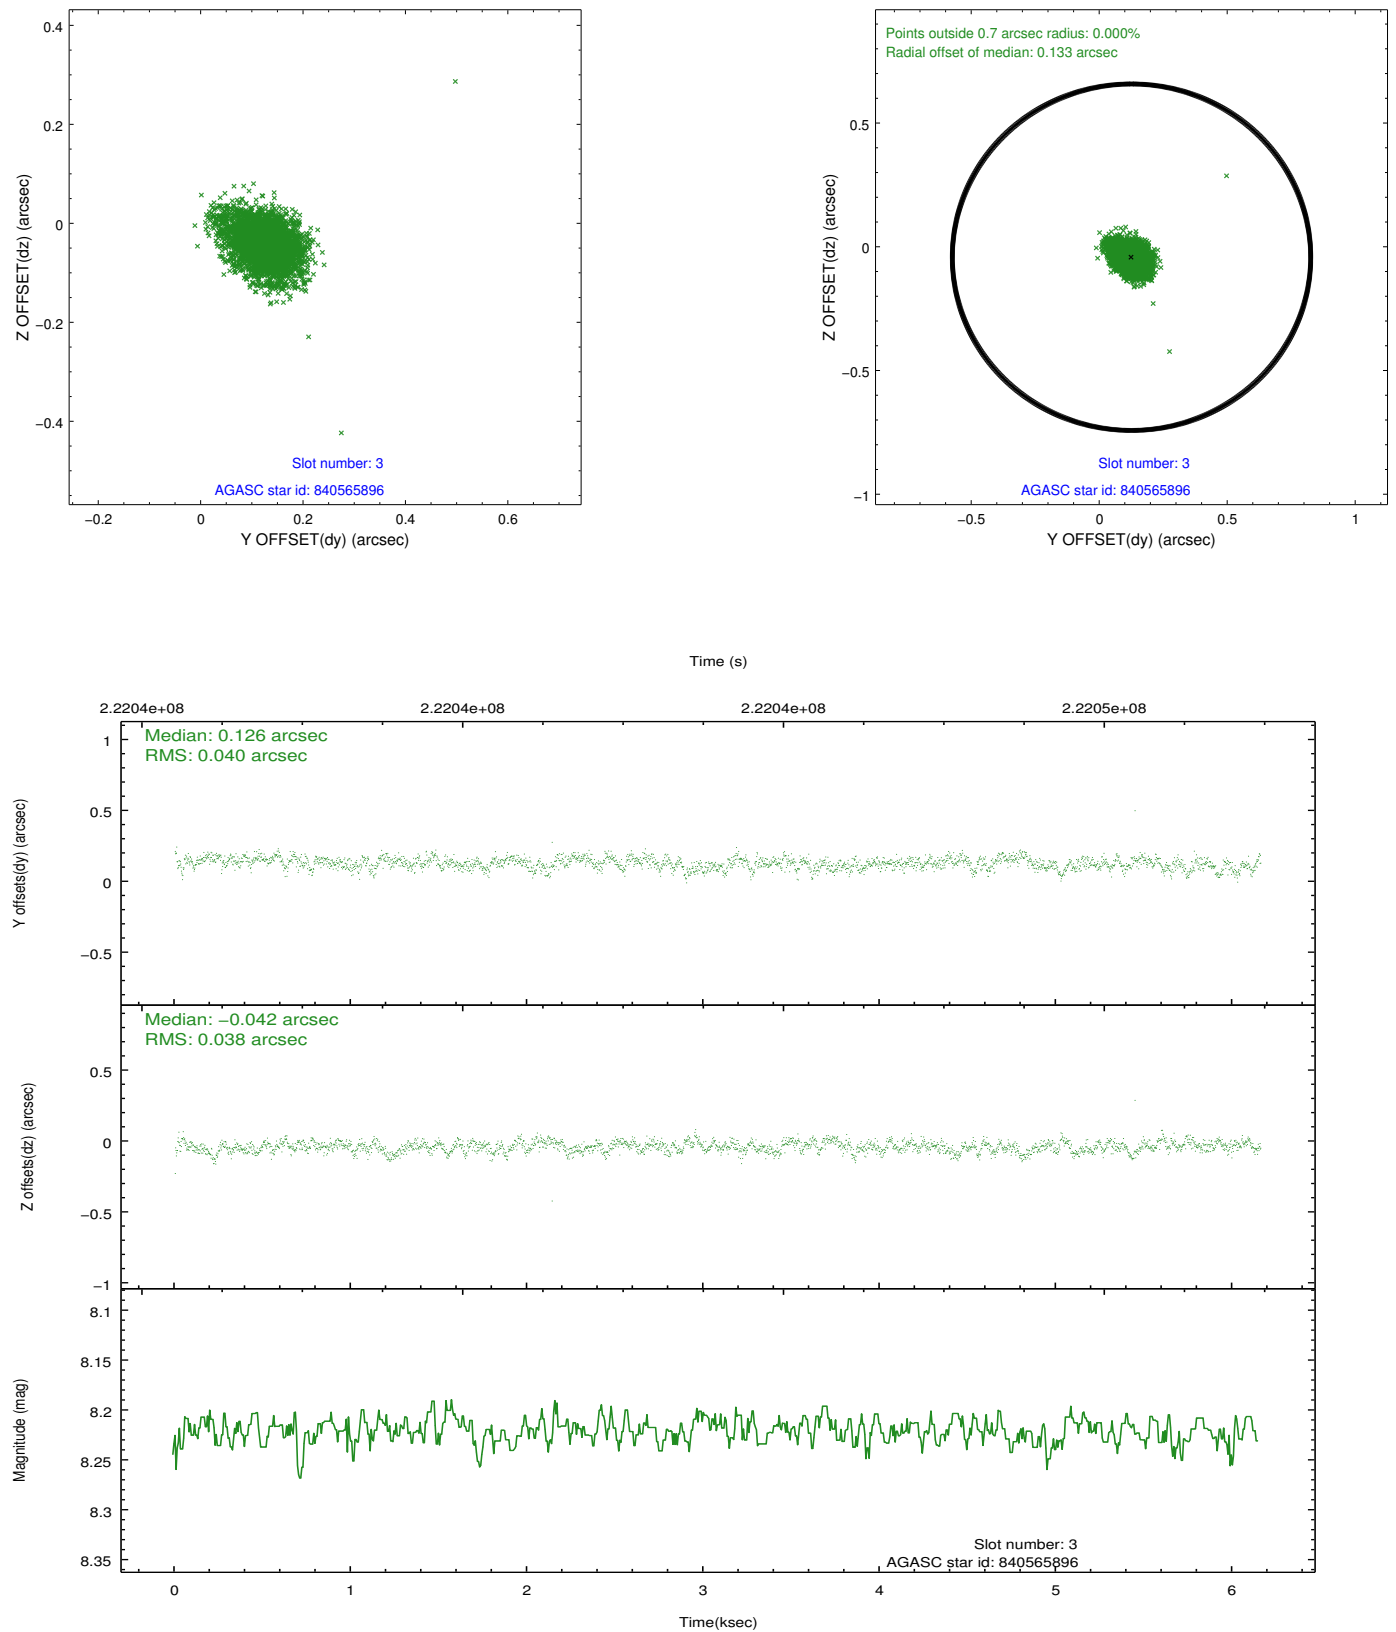 0.4
0.2
0
−0.2
−0.4
Z OFFSET(dz) (arcsec)
Slot number: 3
AGASC star id: 840565896
−0.2
0
0.2
0.4
0.6
Y OFFSET(dy) (arcsec)
Points outside 0.7 arcsec radius: 0.000%
Radial offset of median: 0.133 arcsec
0.5
0
−0.5
−1
Z OFFSET(dz) (arcsec)
Slot number: 3
AGASC star id: 840565896
−0.5
0
0.5
1
Y OFFSET(dy) (arcsec)
Time (s)
2.2204e+08
2.2204e+08
2.2204e+08
2.2205e+08
Median: 0.126 arcsec
RMS: 0.040 arcsec
1
0.5
0
−0.5
Y offsets(dy) (arcsec)
Median: −0.042 arcsec
RMS: 0.038 arcsec
0.5
0
−0.5
−1
Z offsets(dz) (arcsec)
8.1
8.15
8.2
8.25
8.3
8.35
Magnitude (mag)
Slot number: 3
AGASC star id: 840565896
0
1
2
3
4
5
6
Time(ksec)